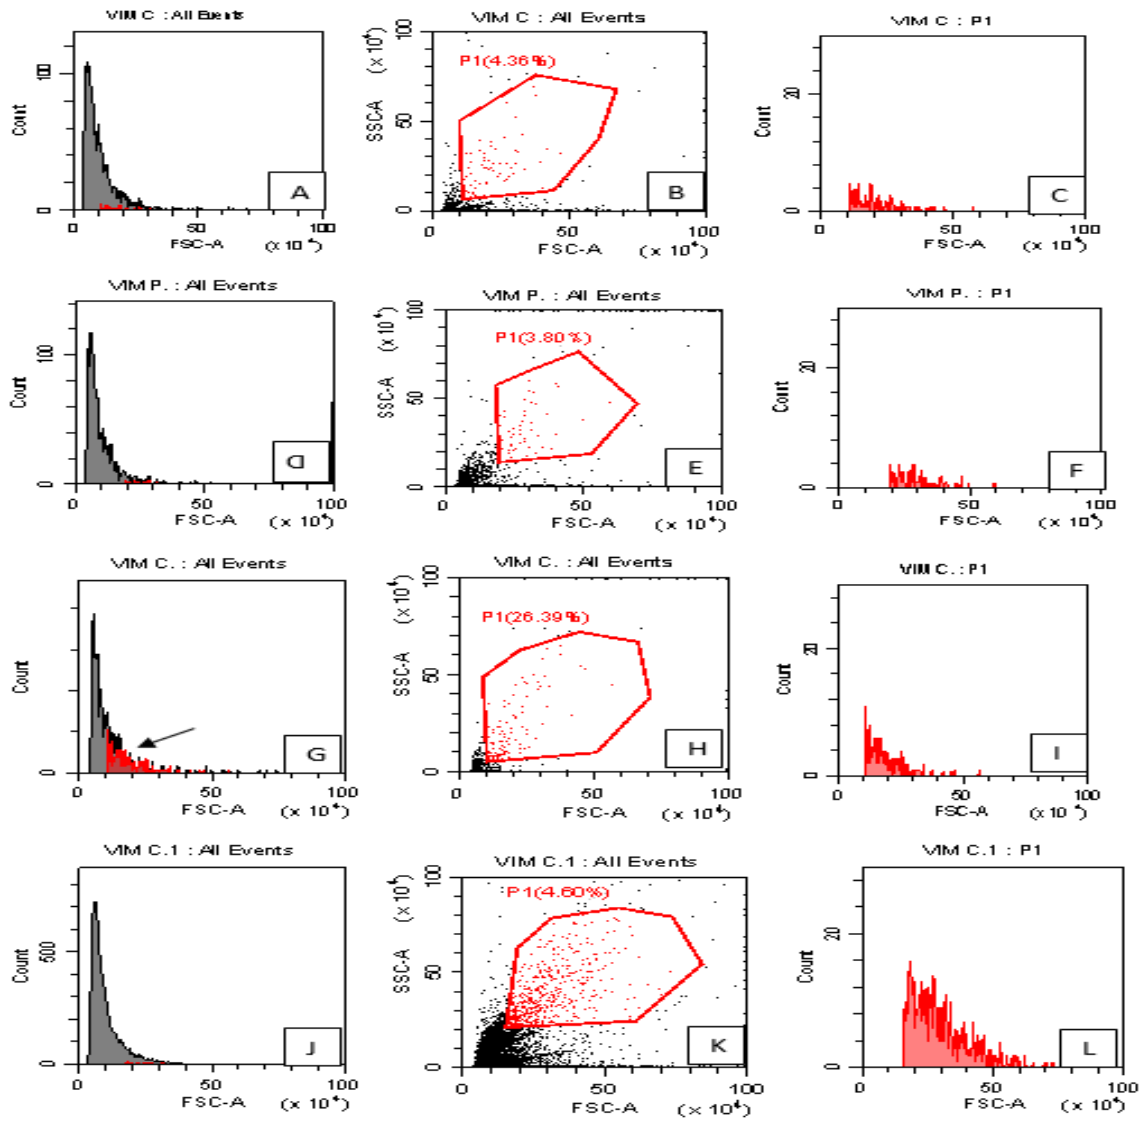 VIM C : All Events
Count
100
0
0
50
100
FSC-A
(x 10⁴)
A
VIM C : All Events
SSC-A
(x 10⁴)
100
50
0
P1(4.36%)
0
50
100
FSC-A
(x 10⁴)
B
VIM C : P1
Count
20
0
0
50
100
FSC-A
(x 10⁴)
C
VIM P. : All Events
Count
100
0
0
50
100
FSC-A
(x 10⁴)
D
VIM P. : All Events
SSC-A
(x 10⁴)
100
50
0
P1(3.80%)
0
50
100
FSC-A
(x 10⁴)
E
VIM P. : P1
Count
20
0
0
50
100
FSC-A
(x 10⁴)
F
VIM C. : All Events
Count
0
0
50
100
FSC-A
(x 10⁴)
G
VIM C. : All Events
SSC-A
(x 10⁴)
100
50
0
P1(26.39%)
0
50
100
FSC-A
(x 10⁴)
H
VIM C. : P1
Count
20
0
0
50
100
FSC-A
(x 10⁴)
I
VIM C.1 : All Events
Count
500
0
0
50
100
FSC-A
(x 10⁴)
J
VIM C.1 : All Events
SSC-A
(x 10⁴)
100
50
0
P1(4.60%)
0
50
100
FSC-A
(x 10⁴)
K
VIM C.1 : P1
Count
20
0
0
50
100
FSC-A
(x 10⁴)
L